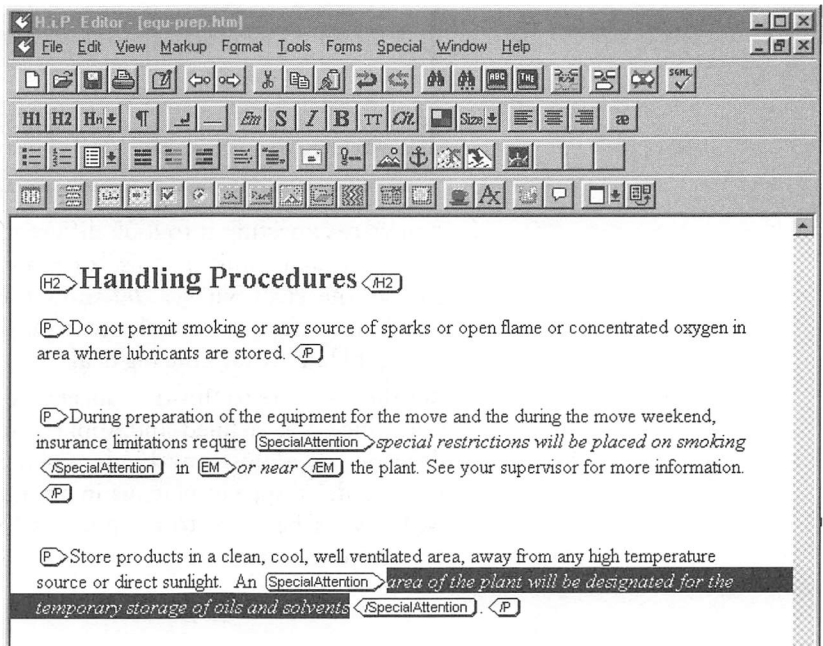 H.i.P. Editor - [equ-prep.htm]
File Edit View Markup Format Tools Forms Special Window Help
ABC THE SGML
H1 H2 Hn ¶ Em S I B TT Cit. Size æ
H2 Handling Procedures /H2
P Do not permit smoking or any source of sparks or open flame or concentrated oxygen in
area where lubricants are stored. /P
P During preparation of the equipment for the move and the during the move weekend,
insurance limitations require SpecialAttention special restrictions will be placed on smoking
/SpecialAttention in EM or near /EM the plant. See your supervisor for more information.
/P
P Store products in a clean, cool, well ventilated area, away from any high temperature
source or direct sunlight. An SpecialAttention area of the plant will be designated for the
temporary storage of oils and solvents /SpecialAttention . /P